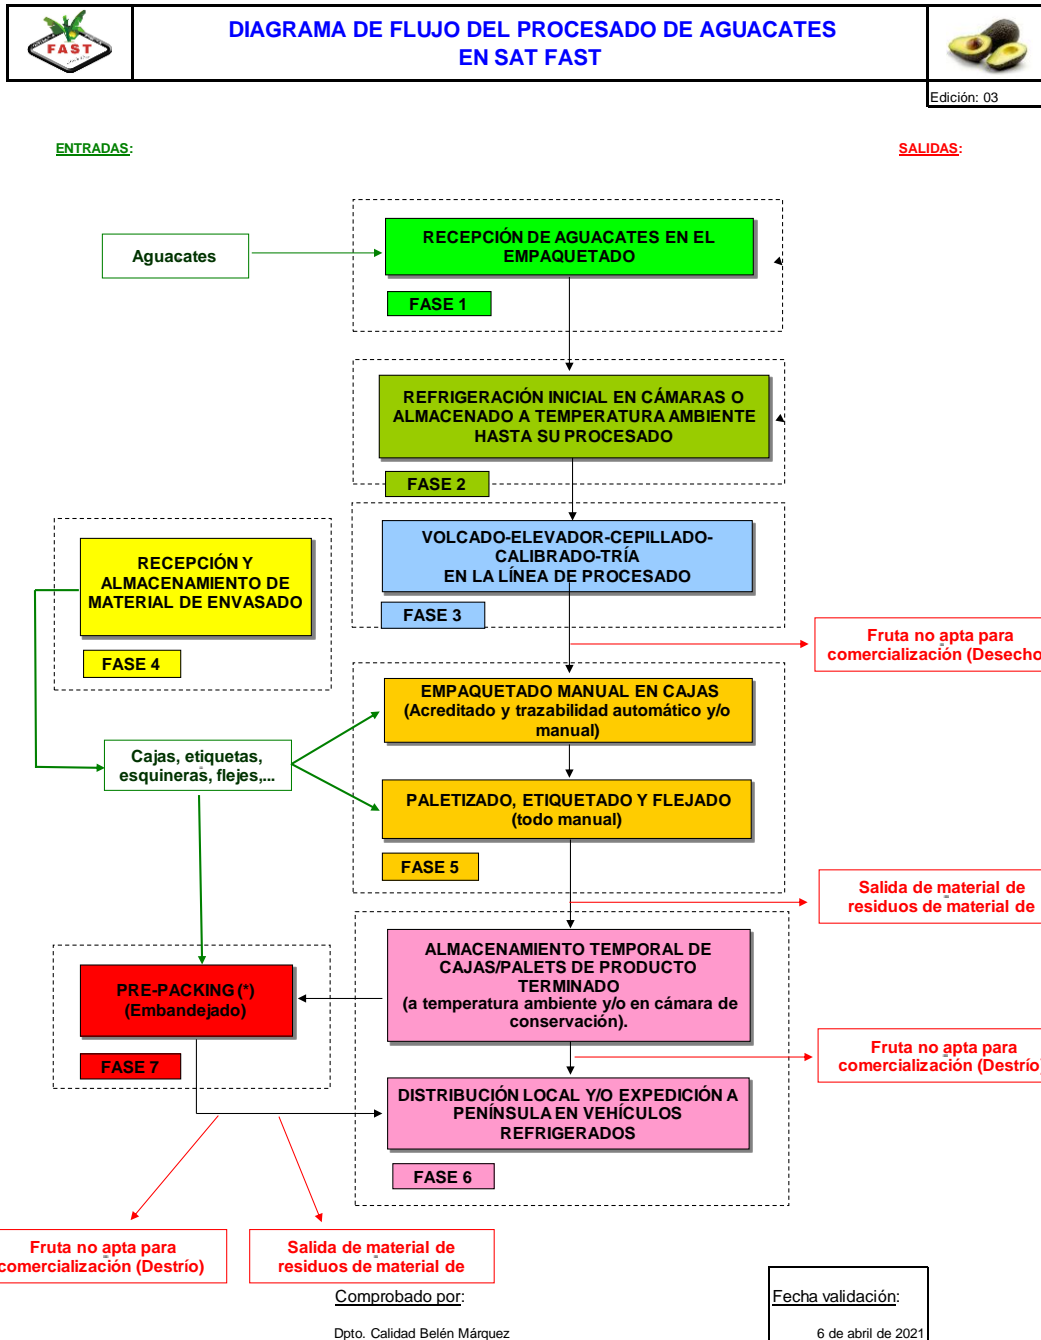 FAST
DIAGRAMA DE FLUJO DEL PROCESADO DE AGUACATES
EN SAT FAST
Edición: 03
ENTRADAS:
SALIDAS:
Aguacates
RECEPCIÓN DE AGUACATES EN EL
EMPAQUETADO
FASE 1
REFRIGERACIÓN INICIAL EN CÁMARAS O
ALMACENADO A TEMPERATURA AMBIENTE
HASTA SU PROCESADO
FASE 2
VOLCADO-ELEVADOR-CEPILLADO-
CALIBRADO-TRÍA
EN LA LÍNEA DE PROCESADO
FASE 3
RECEPCIÓN Y
ALMACENAMIENTO DE
MATERIAL DE ENVASADO
FASE 4
Fruta no apta para
comercialización (Desecho
EMPAQUETADO MANUAL EN CAJAS
(Acreditado y trazabilidad automático y/o
manual)
Cajas, etiquetas,
esquineras, flejes,...
PALETIZADO, ETIQUETADO Y FLEJADO
(todo manual)
FASE 5
Salida de material de
residuos de material de
ALMACENAMIENTO TEMPORAL DE
CAJAS/PALETS DE PRODUCTO
TERMINADO
(a temperatura ambiente y/o en cámara de
conservación).
PRE-PACKING (*)
(Embandejado)
FASE 7
Fruta no apta para
comercialización (Destrío)
DISTRIBUCIÓN LOCAL Y/O EXPEDICIÓN A
PENÍNSULA EN VEHÍCULOS
REFRIGERADOS
FASE 6
Fruta no apta para
comercialización (Destrío)
Salida de material de
residuos de material de
Comprobado por:
Fecha validación:
Dpto. Calidad Belén Márquez
6 de abril de 2021